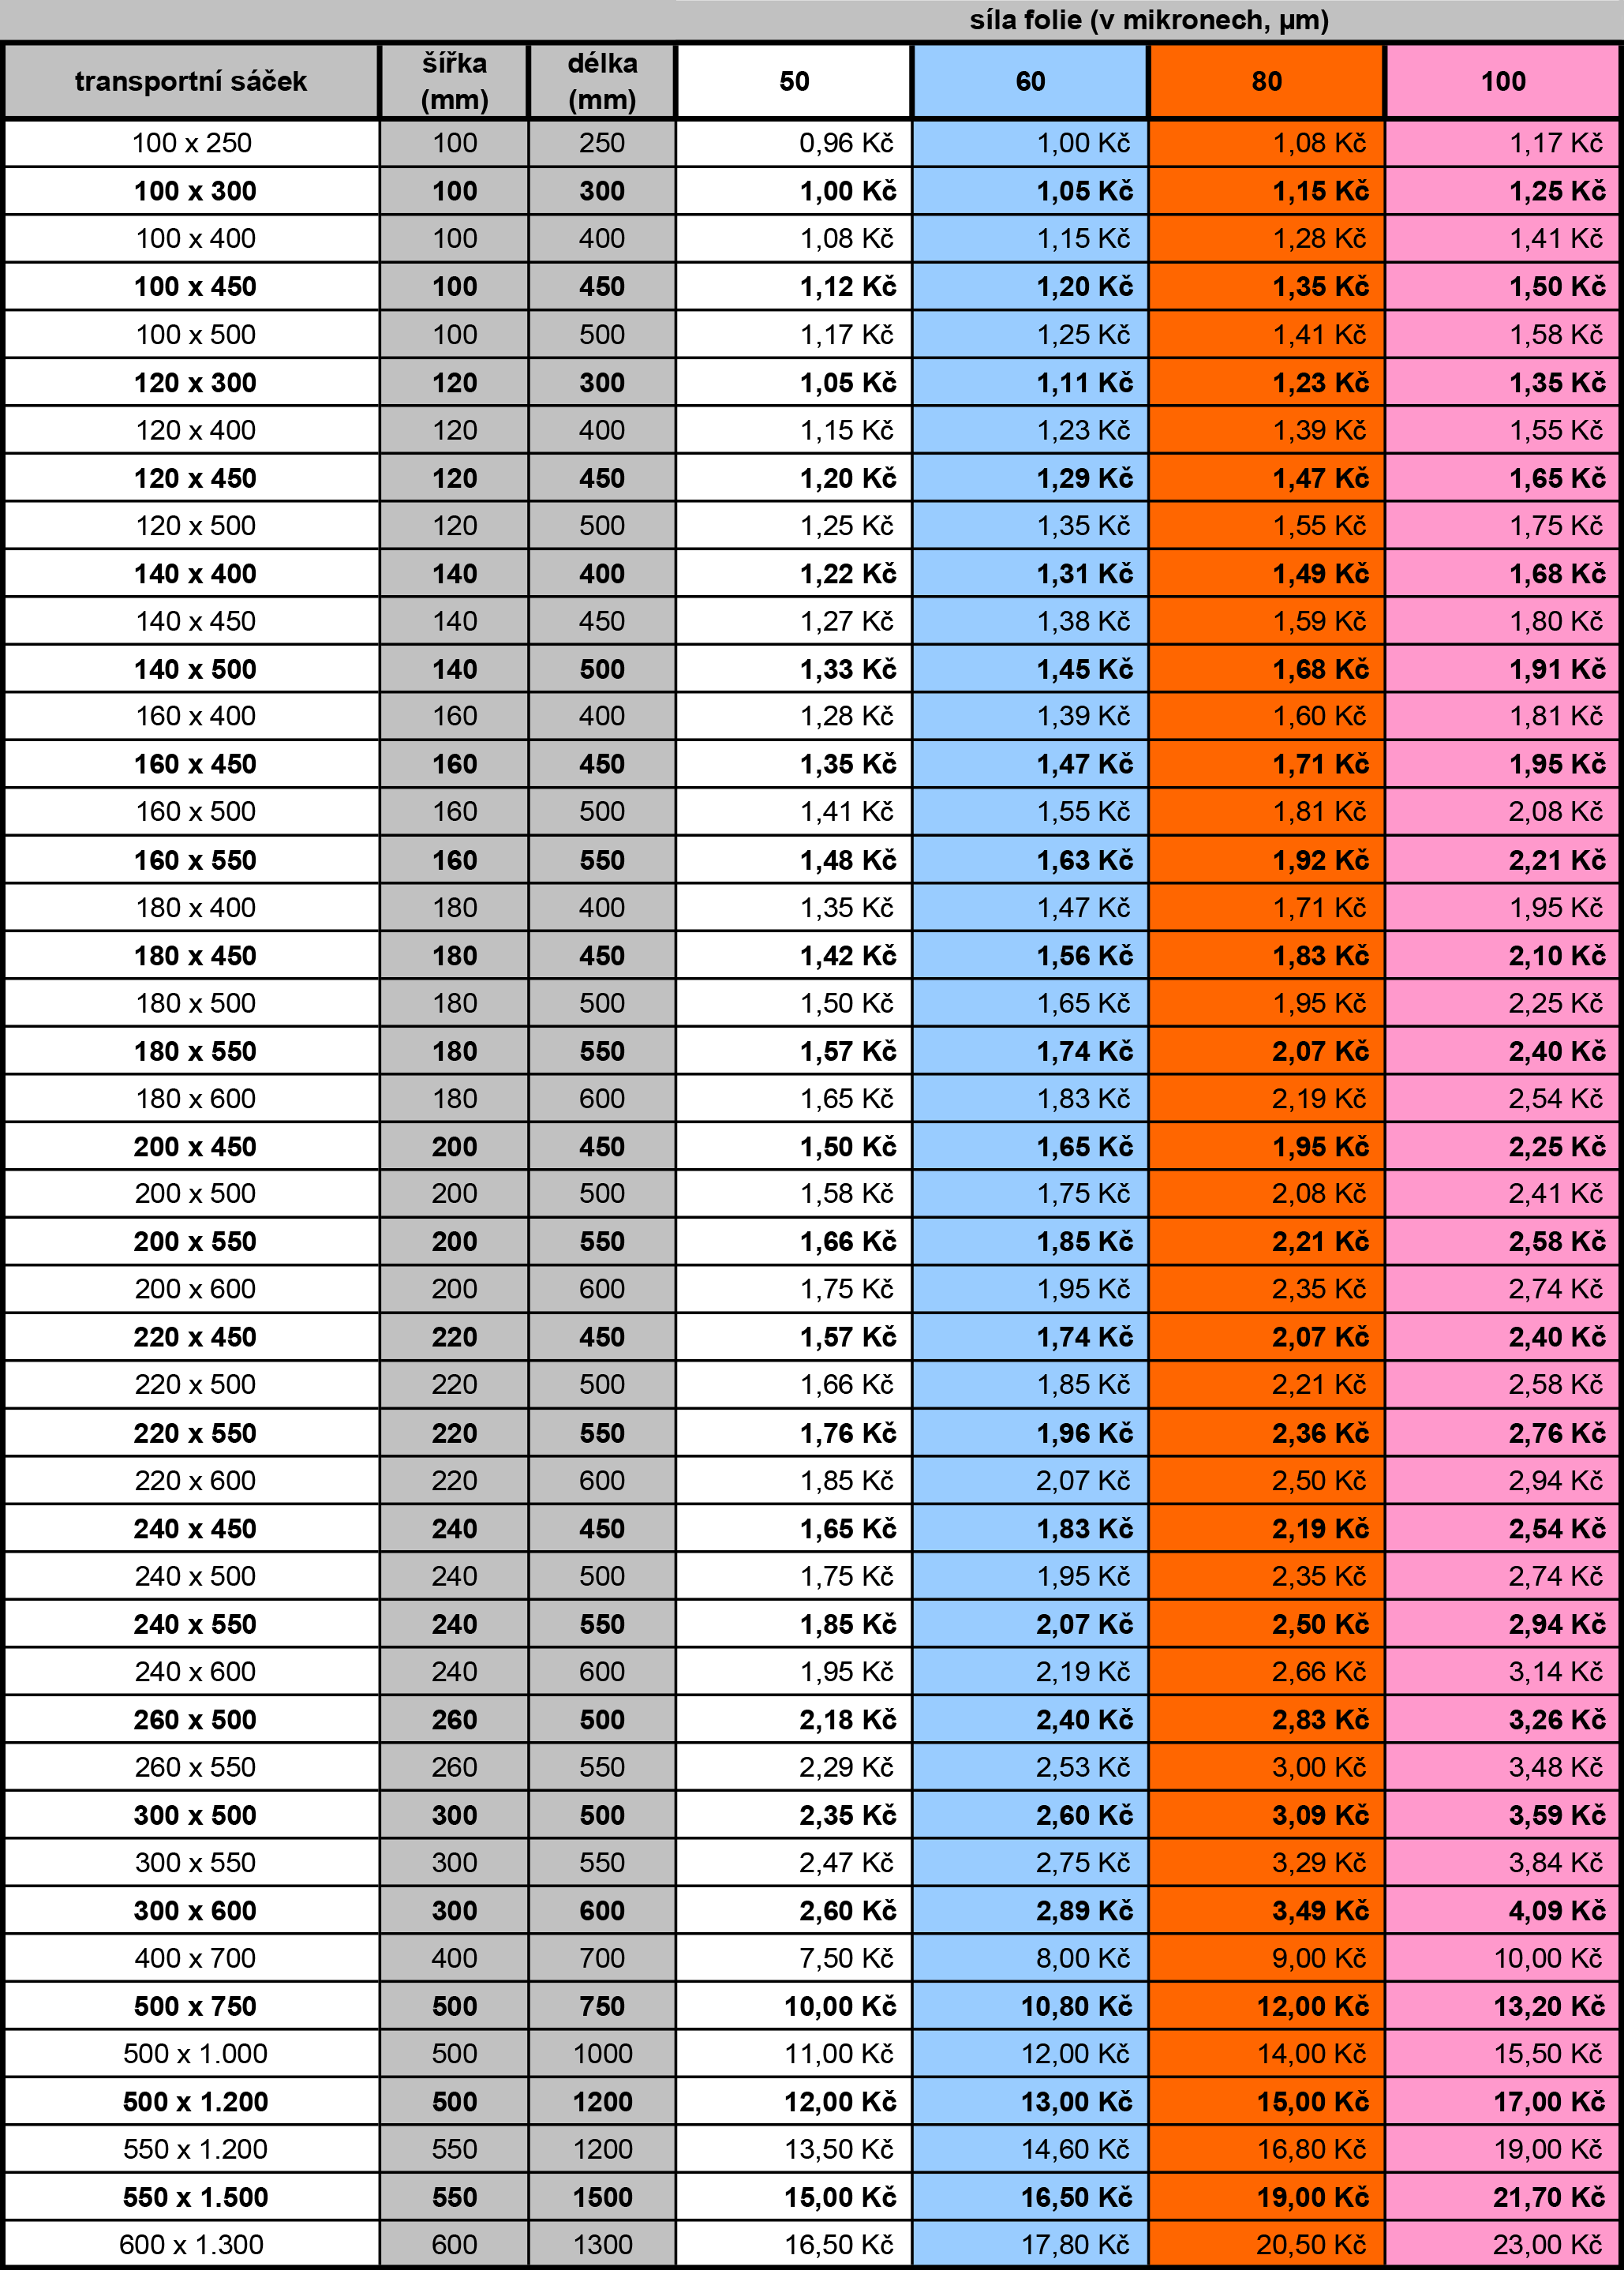 síla folie (v mikronech, µm)
transportní sáček šířka (mm) délka (mm) 50 60 80 100
100 x 250 100 250 0,96 Kč 1,00 Kč 1,08 Kč 1,17 Kč
100 x 300 100 300 1,00 Kč 1,05 Kč 1,15 Kč 1,25 Kč
100 x 400 100 400 1,08 Kč 1,15 Kč 1,28 Kč 1,41 Kč
100 x 450 100 450 1,12 Kč 1,20 Kč 1,35 Kč 1,50 Kč
100 x 500 100 500 1,17 Kč 1,25 Kč 1,41 Kč 1,58 Kč
120 x 300 120 300 1,05 Kč 1,11 Kč 1,23 Kč 1,35 Kč
120 x 400 120 400 1,15 Kč 1,23 Kč 1,39 Kč 1,55 Kč
120 x 450 120 450 1,20 Kč 1,29 Kč 1,47 Kč 1,65 Kč
120 x 500 120 500 1,25 Kč 1,35 Kč 1,55 Kč 1,75 Kč
140 x 400 140 400 1,22 Kč 1,31 Kč 1,49 Kč 1,68 Kč
140 x 450 140 450 1,27 Kč 1,38 Kč 1,59 Kč 1,80 Kč
140 x 500 140 500 1,33 Kč 1,45 Kč 1,68 Kč 1,91 Kč
160 x 400 160 400 1,28 Kč 1,39 Kč 1,60 Kč 1,81 Kč
160 x 450 160 450 1,35 Kč 1,47 Kč 1,71 Kč 1,95 Kč
160 x 500 160 500 1,41 Kč 1,55 Kč 1,81 Kč 2,08 Kč
160 x 550 160 550 1,48 Kč 1,63 Kč 1,92 Kč 2,21 Kč
180 x 400 180 400 1,35 Kč 1,47 Kč 1,71 Kč 1,95 Kč
180 x 450 180 450 1,42 Kč 1,56 Kč 1,83 Kč 2,10 Kč
180 x 500 180 500 1,50 Kč 1,65 Kč 1,95 Kč 2,25 Kč
180 x 550 180 550 1,57 Kč 1,74 Kč 2,07 Kč 2,40 Kč
180 x 600 180 600 1,65 Kč 1,83 Kč 2,19 Kč 2,54 Kč
200 x 450 200 450 1,50 Kč 1,65 Kč 1,95 Kč 2,25 Kč
200 x 500 200 500 1,58 Kč 1,75 Kč 2,08 Kč 2,41 Kč
200 x 550 200 550 1,66 Kč 1,85 Kč 2,21 Kč 2,58 Kč
200 x 600 200 600 1,75 Kč 1,95 Kč 2,35 Kč 2,74 Kč
220 x 450 220 450 1,57 Kč 1,74 Kč 2,07 Kč 2,40 Kč
220 x 500 220 500 1,66 Kč 1,85 Kč 2,21 Kč 2,58 Kč
220 x 550 220 550 1,76 Kč 1,96 Kč 2,36 Kč 2,76 Kč
220 x 600 220 600 1,85 Kč 2,07 Kč 2,50 Kč 2,94 Kč
240 x 450 240 450 1,65 Kč 1,83 Kč 2,19 Kč 2,54 Kč
240 x 500 240 500 1,75 Kč 1,95 Kč 2,35 Kč 2,74 Kč
240 x 550 240 550 1,85 Kč 2,07 Kč 2,50 Kč 2,94 Kč
240 x 600 240 600 1,95 Kč 2,19 Kč 2,66 Kč 3,14 Kč
260 x 500 260 500 2,18 Kč 2,40 Kč 2,83 Kč 3,26 Kč
260 x 550 260 550 2,29 Kč 2,53 Kč 3,00 Kč 3,48 Kč
300 x 500 300 500 2,35 Kč 2,60 Kč 3,09 Kč 3,59 Kč
300 x 550 300 550 2,47 Kč 2,75 Kč 3,29 Kč 3,84 Kč
300 x 600 300 600 2,60 Kč 2,89 Kč 3,49 Kč 4,09 Kč
400 x 700 400 700 7,50 Kč 8,00 Kč 9,00 Kč 10,00 Kč
500 x 750 500 750 10,00 Kč 10,80 Kč 12,00 Kč 13,20 Kč
500 x 1.000 500 1000 11,00 Kč 12,00 Kč 14,00 Kč 15,50 Kč
500 x 1.200 500 1200 12,00 Kč 13,00 Kč 15,00 Kč 17,00 Kč
550 x 1.200 550 1200 13,50 Kč 14,60 Kč 16,80 Kč 19,00 Kč
550 x 1.500 550 1500 15,00 Kč 16,50 Kč 19,00 Kč 21,70 Kč
600 x 1.300 600 1300 16,50 Kč 17,80 Kč 20,50 Kč 23,00 Kč